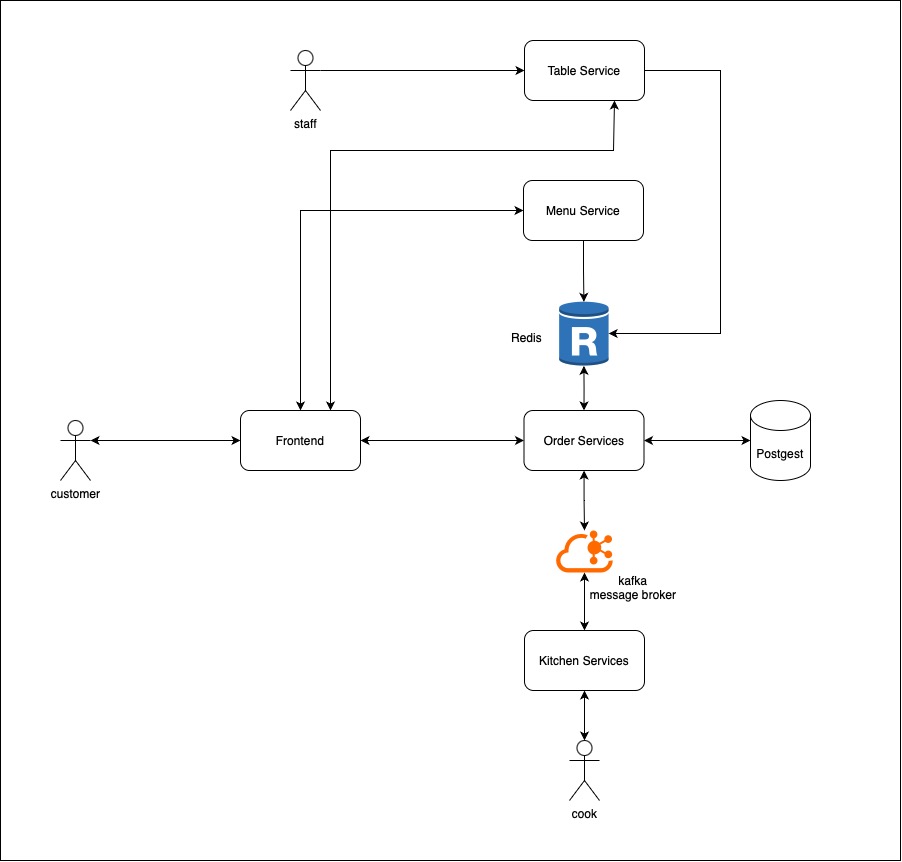 Table Service
staff
Menu Service
Redis
R
Frontend
Order Services
Postgest
customer
kafka
message broker
Kitchen Services
cook